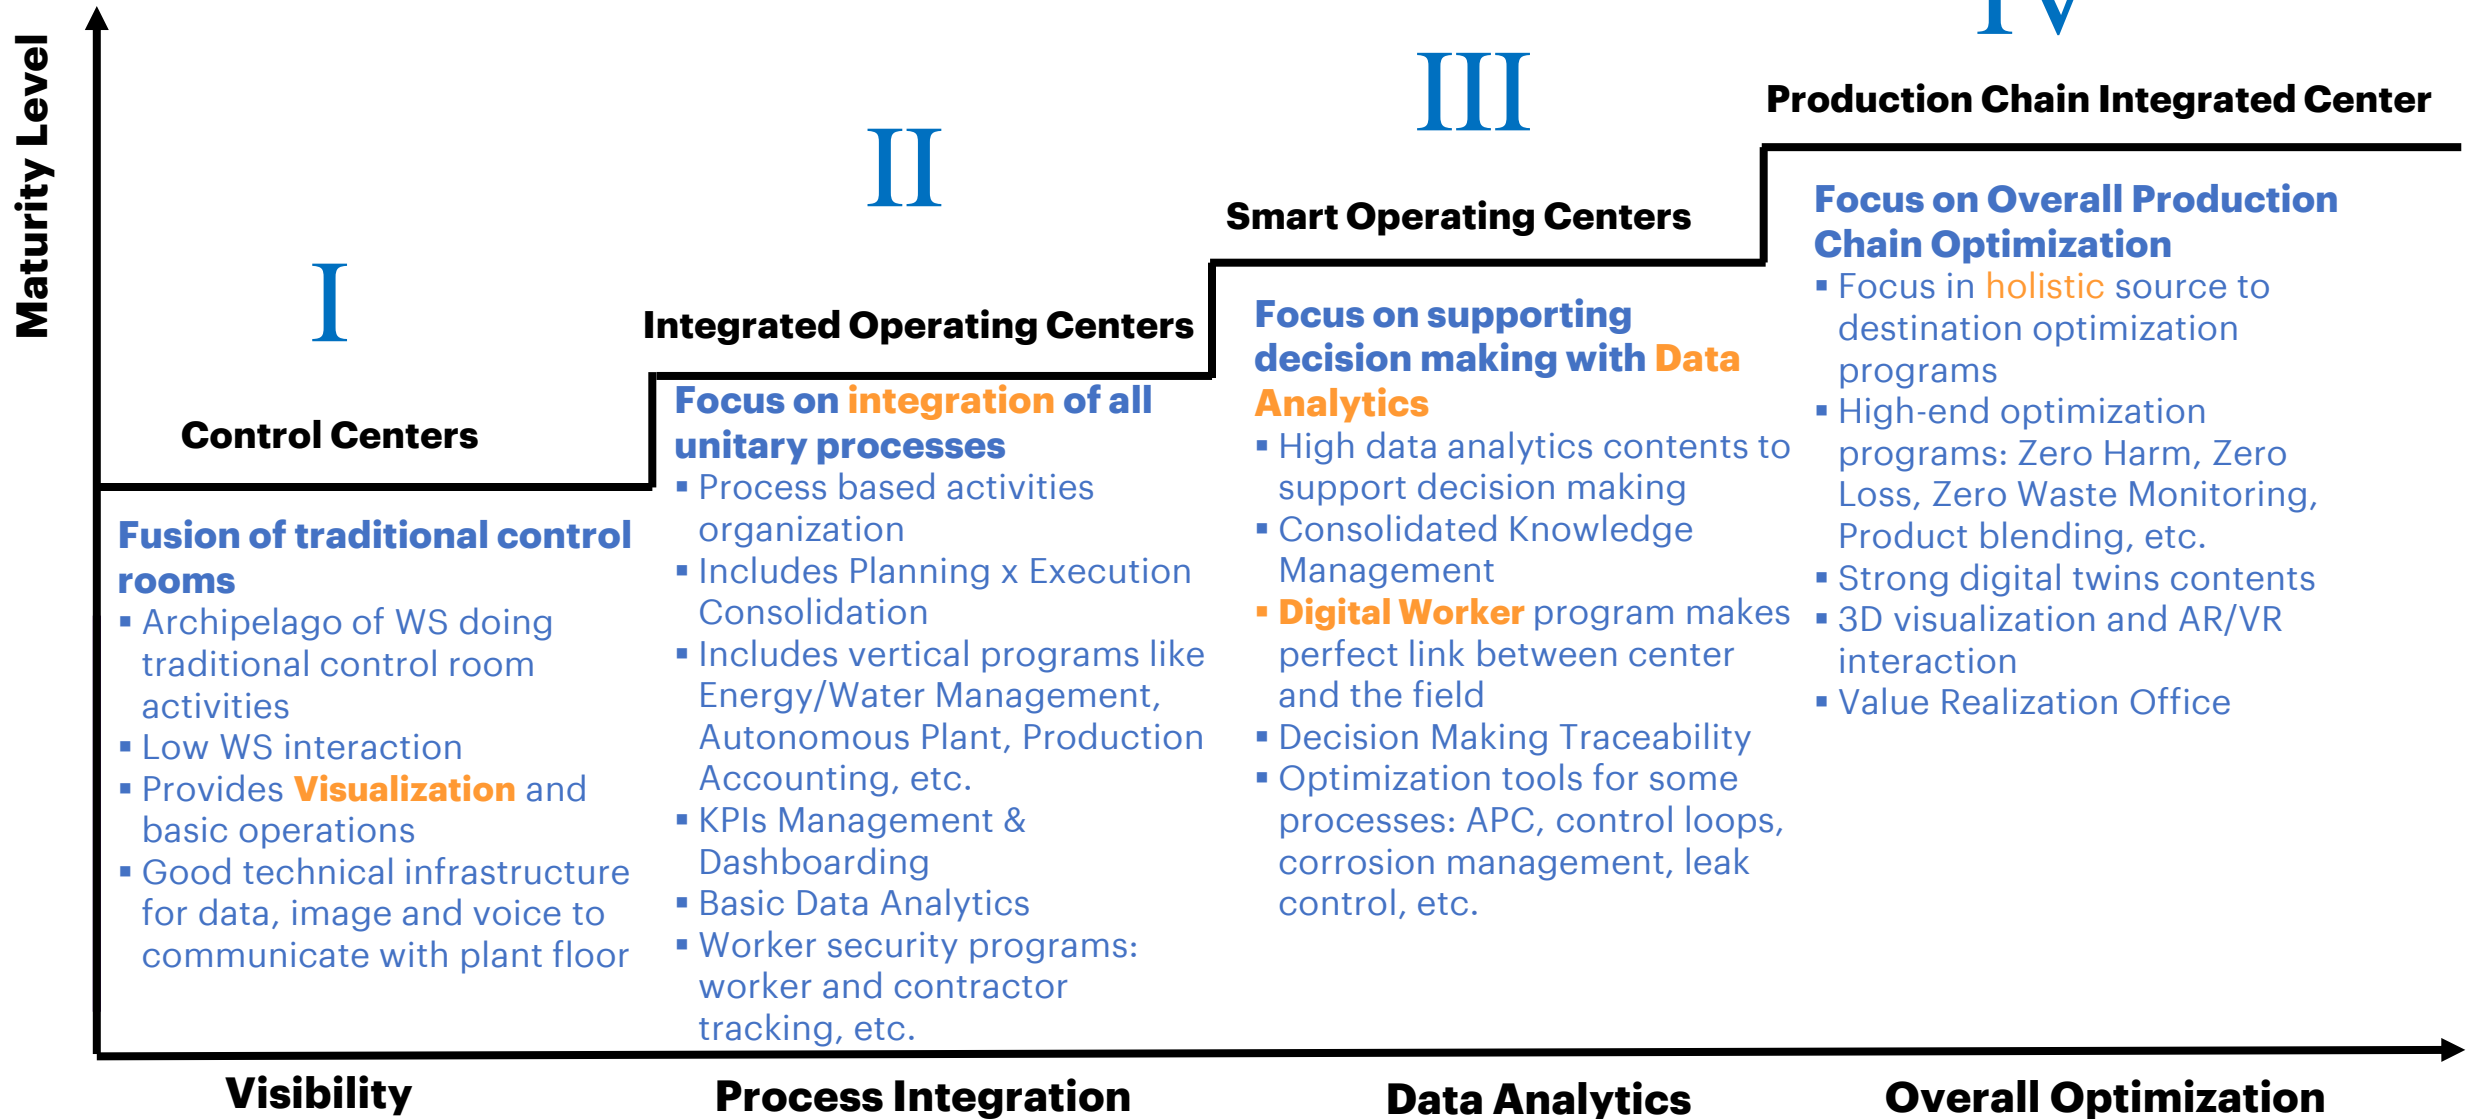 Maturity Level
I
Control Centers
Fusion of traditional control
rooms
▪ Archipelago of WS doing
traditional control room
activities
▪ Low WS interaction
▪ Provides Visualization and
basic operations
▪ Good technical infrastructure
for data, image and voice to
communicate with plant floor
Visibility
II
Integrated Operating Centers
Focus on integration of all
unitary processes
▪ Process based activities
organization
▪ Includes Planning x Execution
Consolidation
▪ Includes vertical programs like
Energy/Water Management,
Autonomous Plant, Production
Accounting, etc.
▪ KPIs Management &
Dashboarding
▪ Basic Data Analytics
▪ Worker security programs:
worker and contractor
tracking, etc.
Process Integration
III
Smart Operating Centers
Focus on supporting
decision making with Data
Analytics
▪ High data analytics contents to
support decision making
▪ Consolidated Knowledge
Management
▪ Digital Worker program makes
perfect link between center
and the field
▪ Decision Making Traceability
▪ Optimization tools for some
processes: APC, control loops,
corrosion management, leak
control, etc.
Data Analytics
IV
Production Chain Integrated Center
Focus on Overall Production
Chain Optimization
▪ Focus in holistic source to
destination optimization
programs
▪ High-end optimization
programs: Zero Harm, Zero
Loss, Zero Waste Monitoring,
Product blending, etc.
▪ Strong digital twins contents
▪ 3D visualization and AR/VR
interaction
▪ Value Realization Office
Overall Optimization